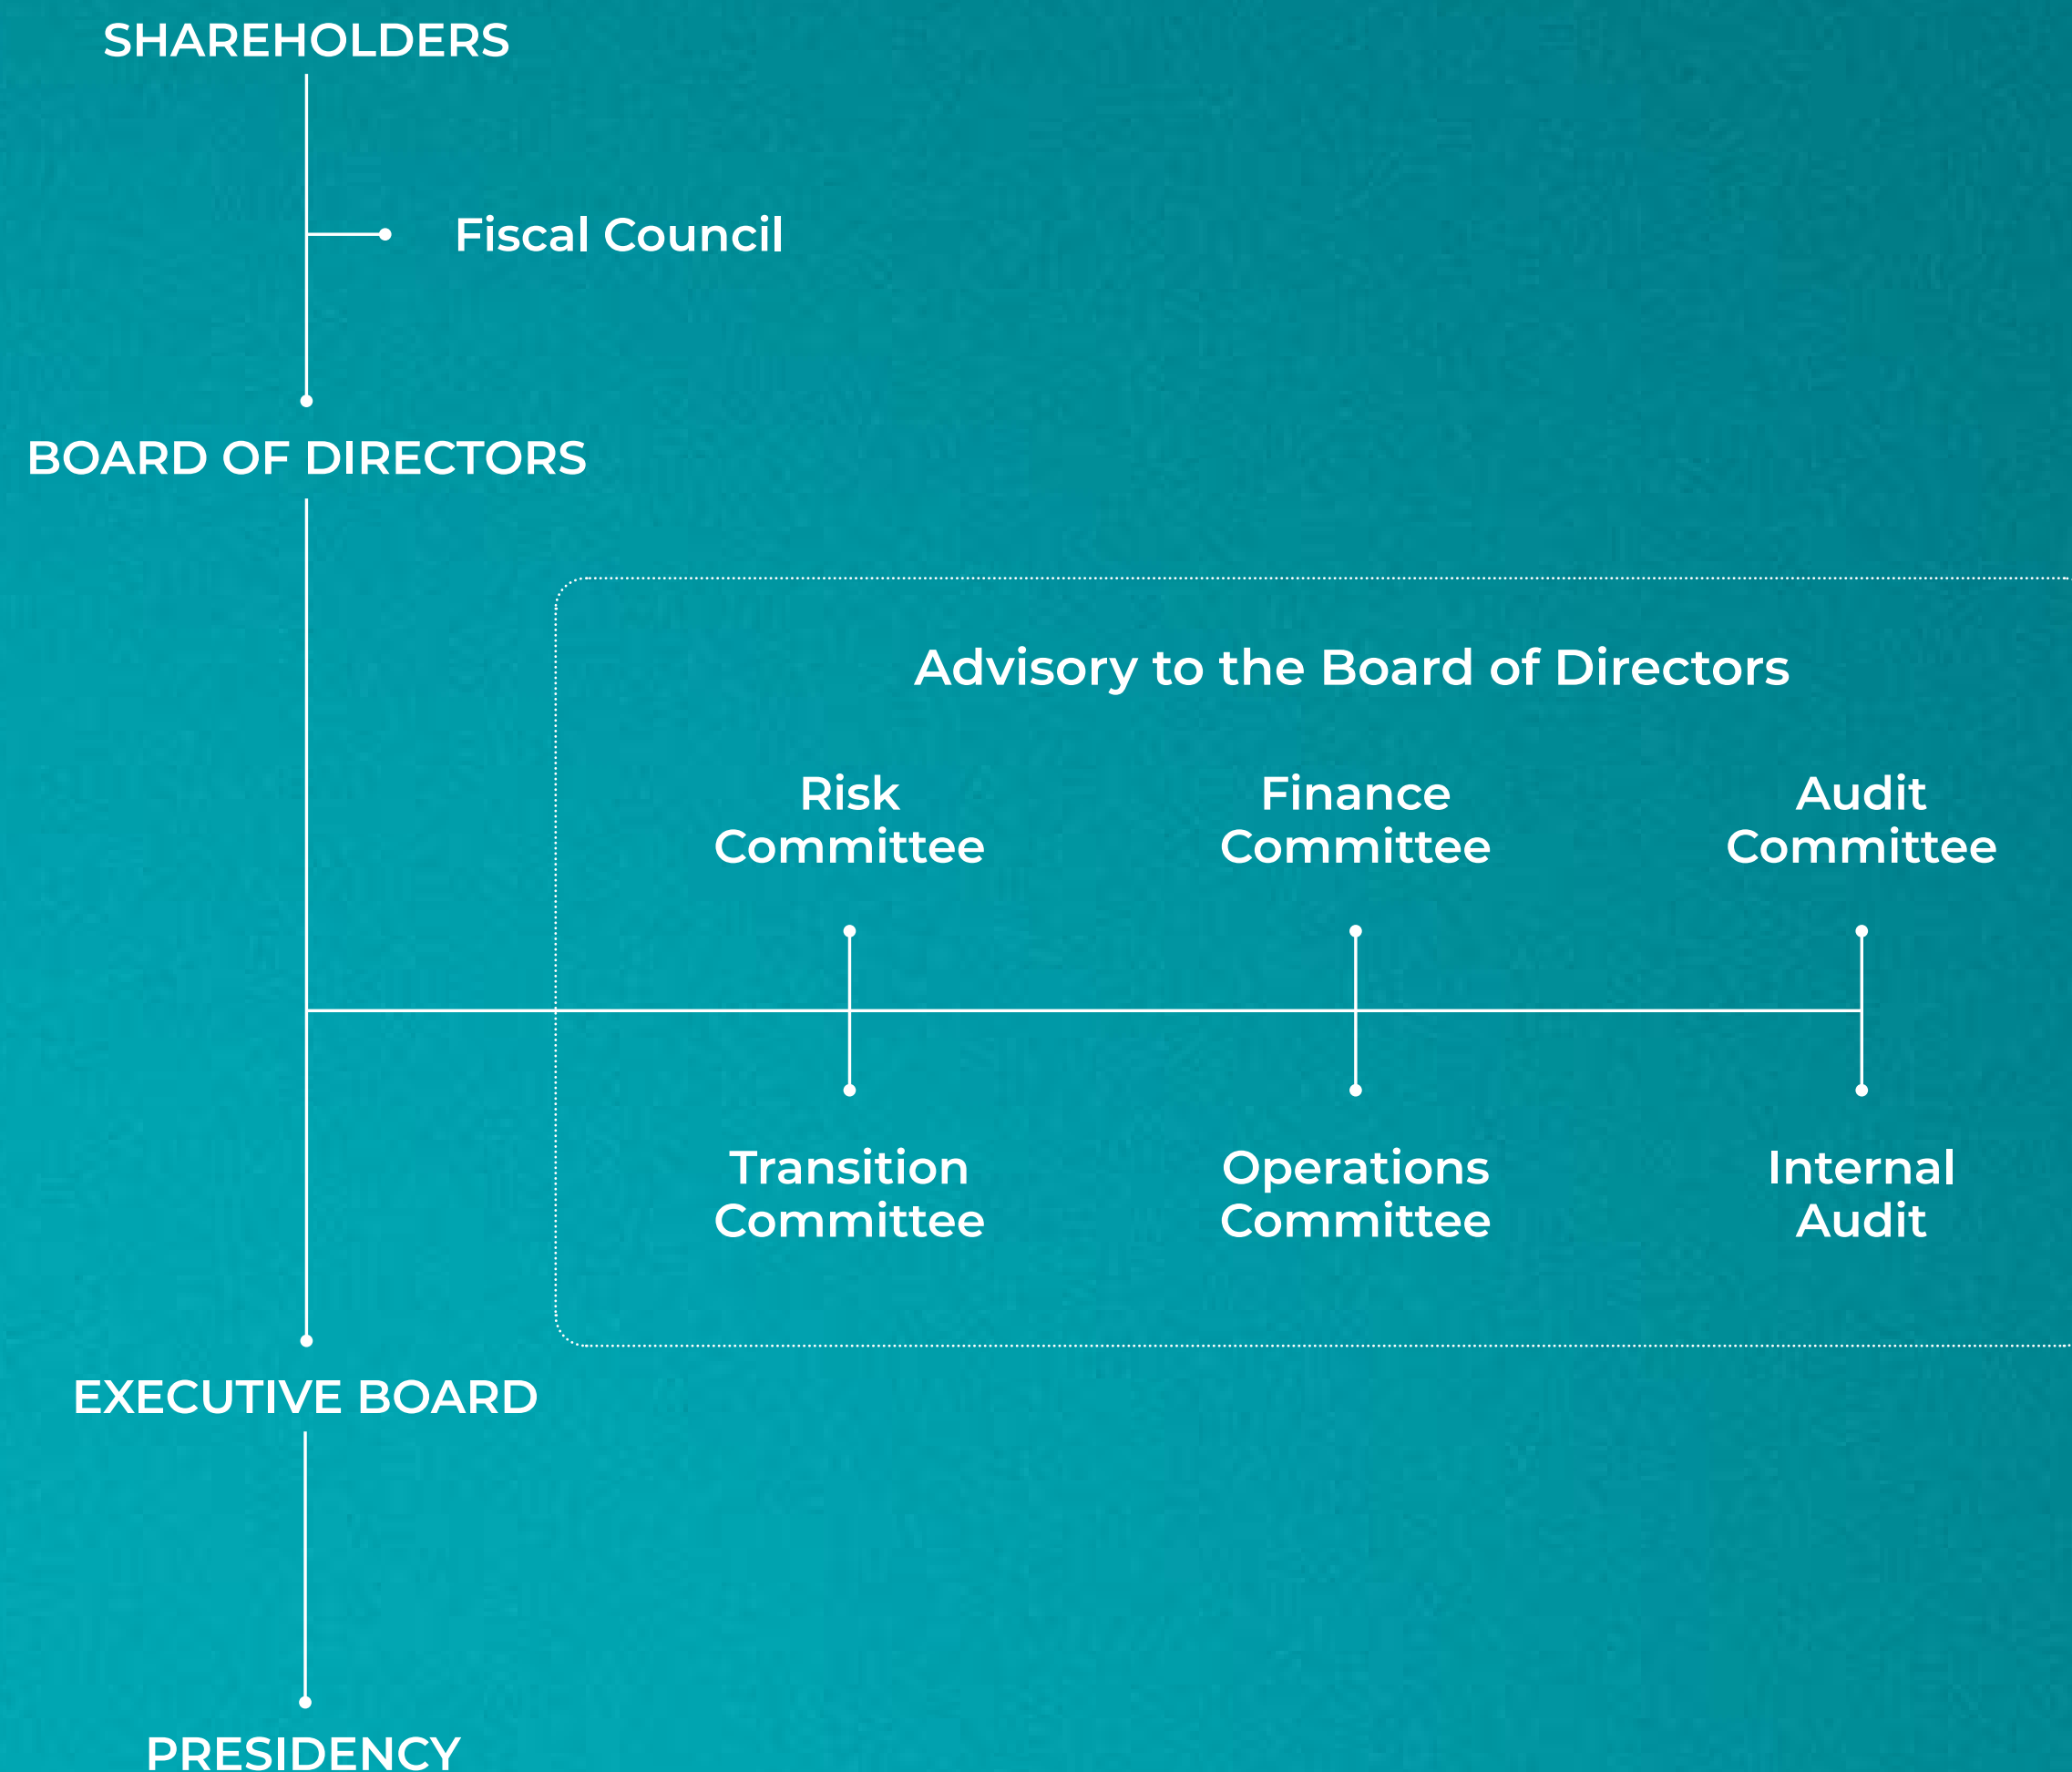 SHAREHOLDERS
Fiscal Council
BOARD OF DIRECTORS
Advisory to the Board of Directors
Risk
Committee
Finance
Committee
Audit
Committee
Transition
Committee
Operations
Committee
Internal
Audit
EXECUTIVE BOARD
PRESIDENCY